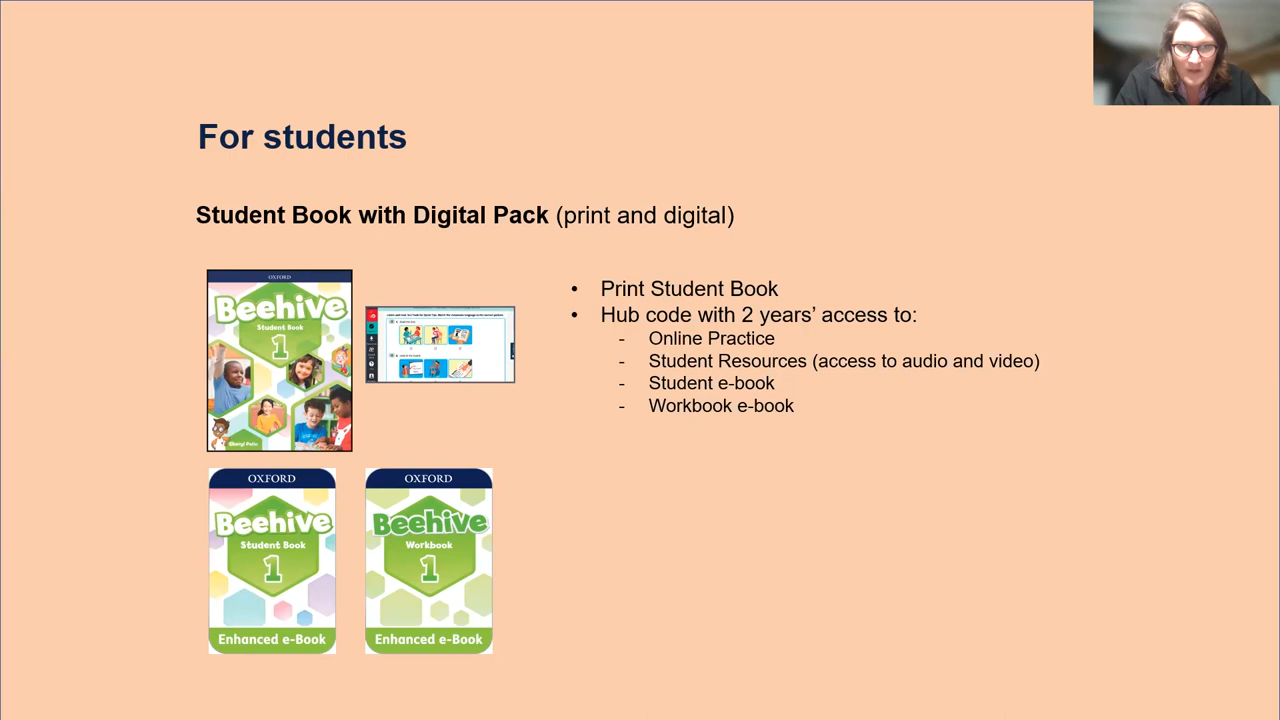 For students
Student Book with Digital Pack (print and digital)
OXFORD
Beehive
Student Book
1
• Print Student Book
• Hub code with 2 years’ access to:
- Online Practice
- Student Resources (access to audio and video)
- Student e-book
- Workbook e-book
OXFORD
Beehive
Student Book
1
Enhanced e-Book
OXFORD
Beehive
Workbook
1
Enhanced e-Book